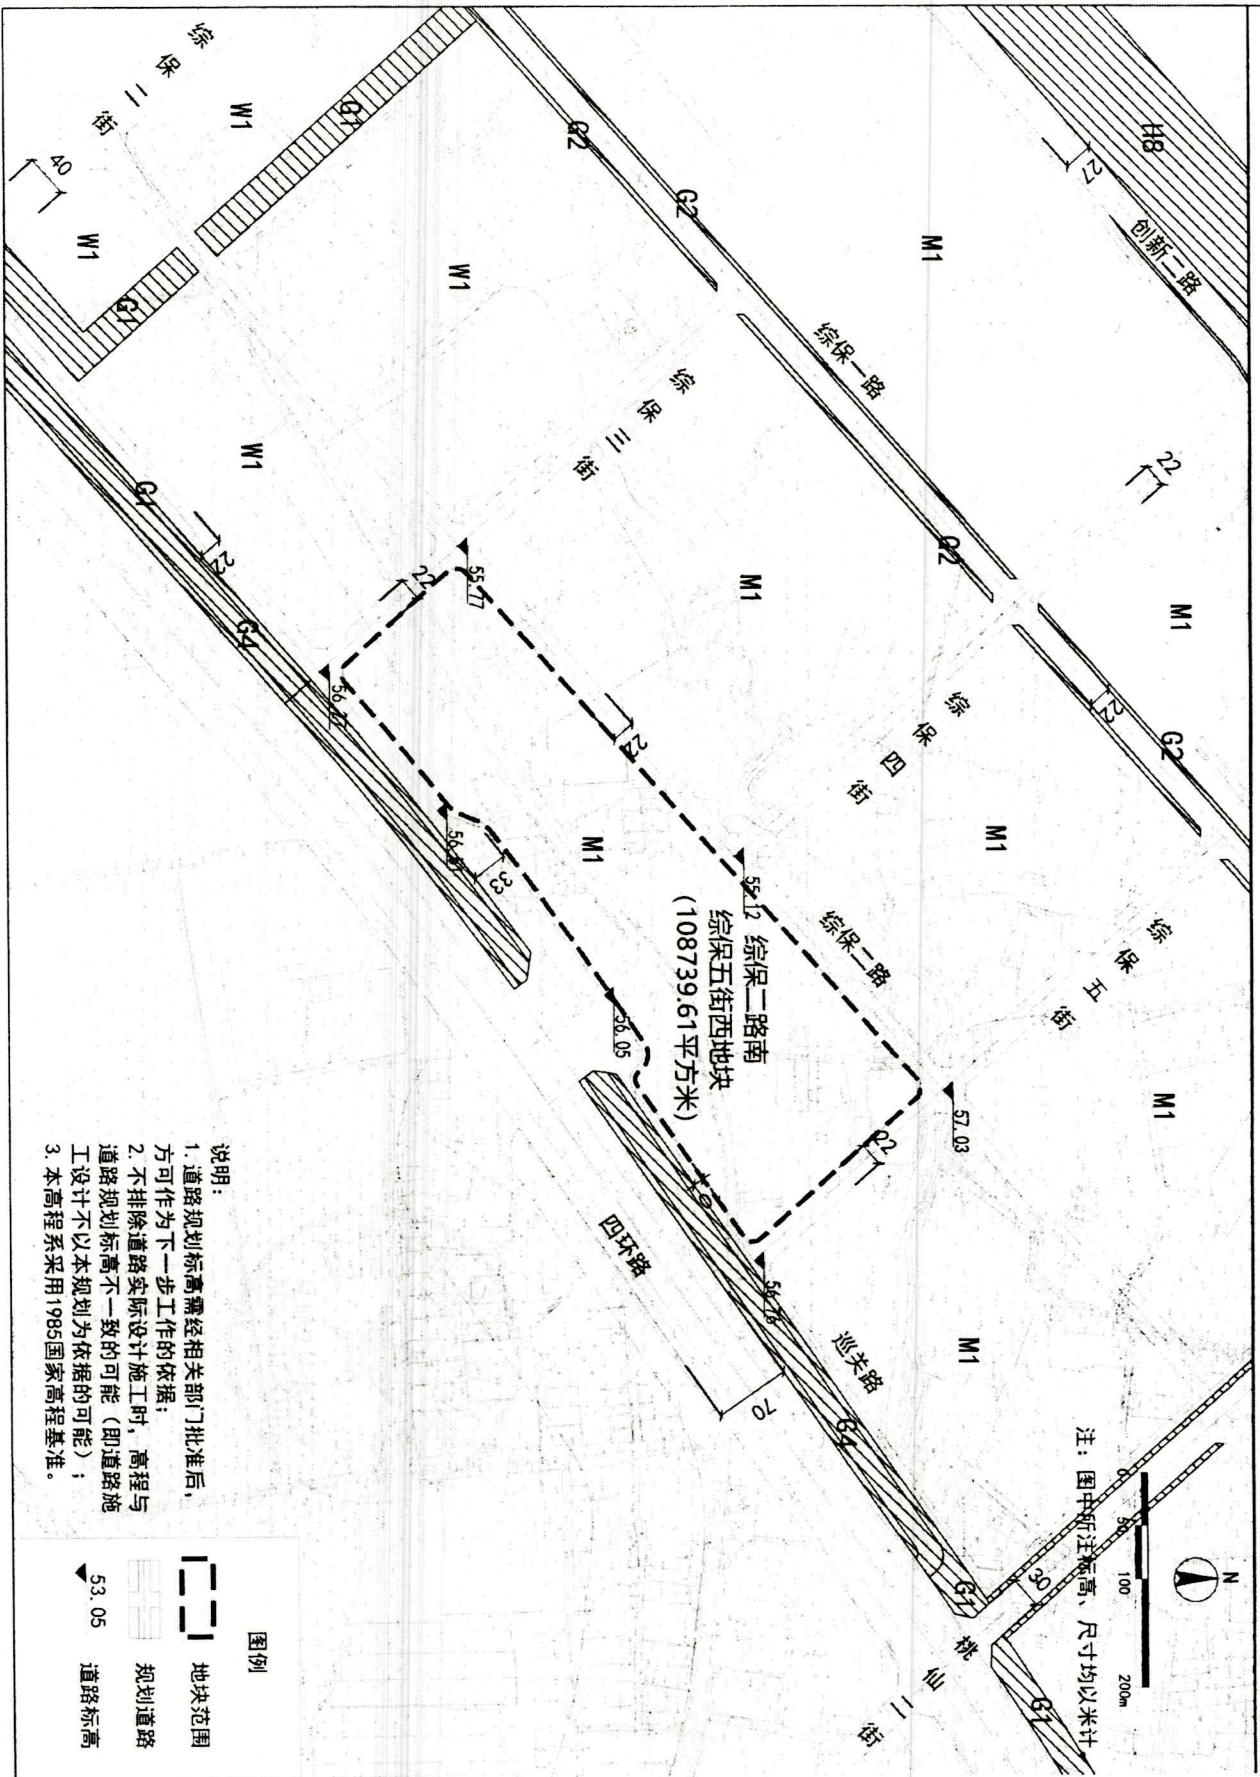 N
0 50 100 200m
注：图中所注标高、尺寸均以米计
H8
27
创新二路
M1
22
M1
综保一路
G2
G2
G2
G2
22
综保二街
W1
G1
40
W1
G1
W1
W1
综保三街
M1
综保四街
M1
综保五街
M1
综保二路
55.77
22
22
55.12
57.03
22
综保二路南
综保五街西地块
(108739.61平方米)
M1
56.05
33
G1
22
G4
56.76
M1
巡关路
四环路
70
G4
G1
30
桃仙二街
G1
说明：
1. 道路规划标高需经相关部门批准后，
方可作为下一步工作的依据；
2. 不排除道路实际设计施工时，高程与
道路规划标高不一致的可能（即道路施
工设计不以本规划为依据的可能）；
3. 本高程系采用1985国家高程基准。
图例
地块范围
规划道路
53.05 道路标高